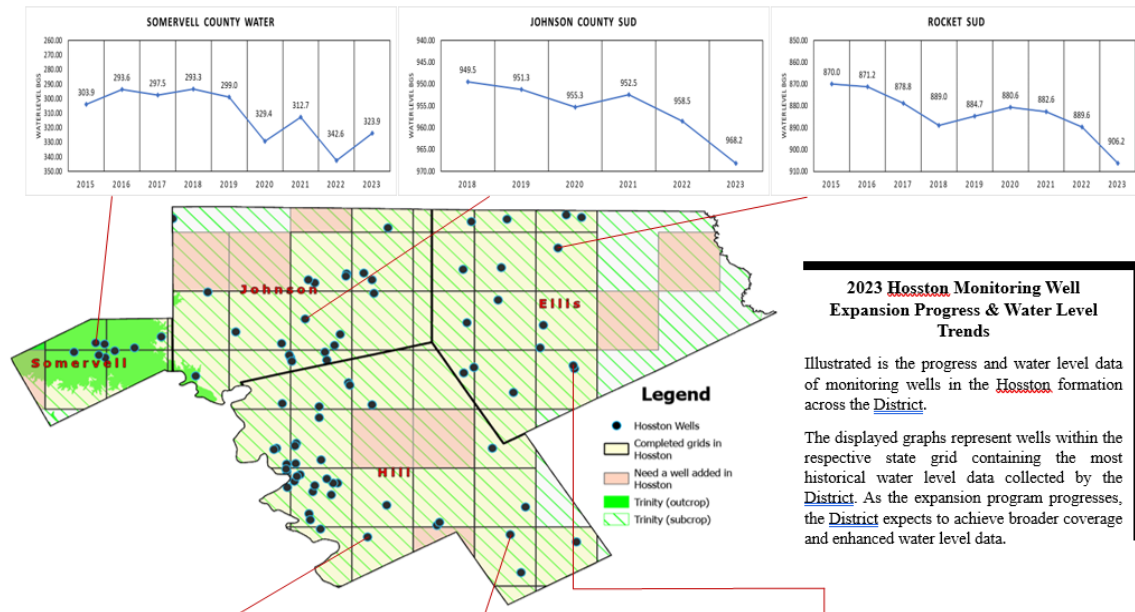 SOMERVELL COUNTY WATER
WATER LEVEL BGS
260.00
270.00
280.00
290.00
300.00
310.00
320.00
330.00
340.00
350.00
303.9
293.6
297.5
293.3
299.0
329.4
312.7
342.6
323.9
2015 2016 2017 2018 2019 2020 2021 2022 2023
JOHNSON COUNTY SUD
WATER LEVEL BGS
940.00
945.00
950.00
955.00
960.00
965.00
970.00
949.5
951.3
955.3
952.5
958.5
968.2
2018 2019 2020 2021 2022 2023
ROCKET SUD
WATER LEVEL BGS
850.00
860.00
870.00
880.00
890.00
900.00
910.00
870.0
871.2
878.8
889.0
884.7
880.6
882.6
889.6
906.2
2015 2016 2017 2018 2019 2020 2021 2022 2023
Johnson
Ellis
Somervell
Hill
Legend
Hosston Wells
Completed grids in
Hosston
Need a well added in
Hosston
Trinity (outcrop)
Trinity (subcrop)
2023 Hosston Monitoring Well
Expansion Progress & Water Level
Trends
Illustrated is the progress and water level data
of monitoring wells in the Hosston formation
across the District.
The displayed graphs represent wells within the
respective state grid containing the most
historical water level data collected by the
District. As the expansion program progresses,
the District expects to achieve broader coverage
and enhanced water level data.